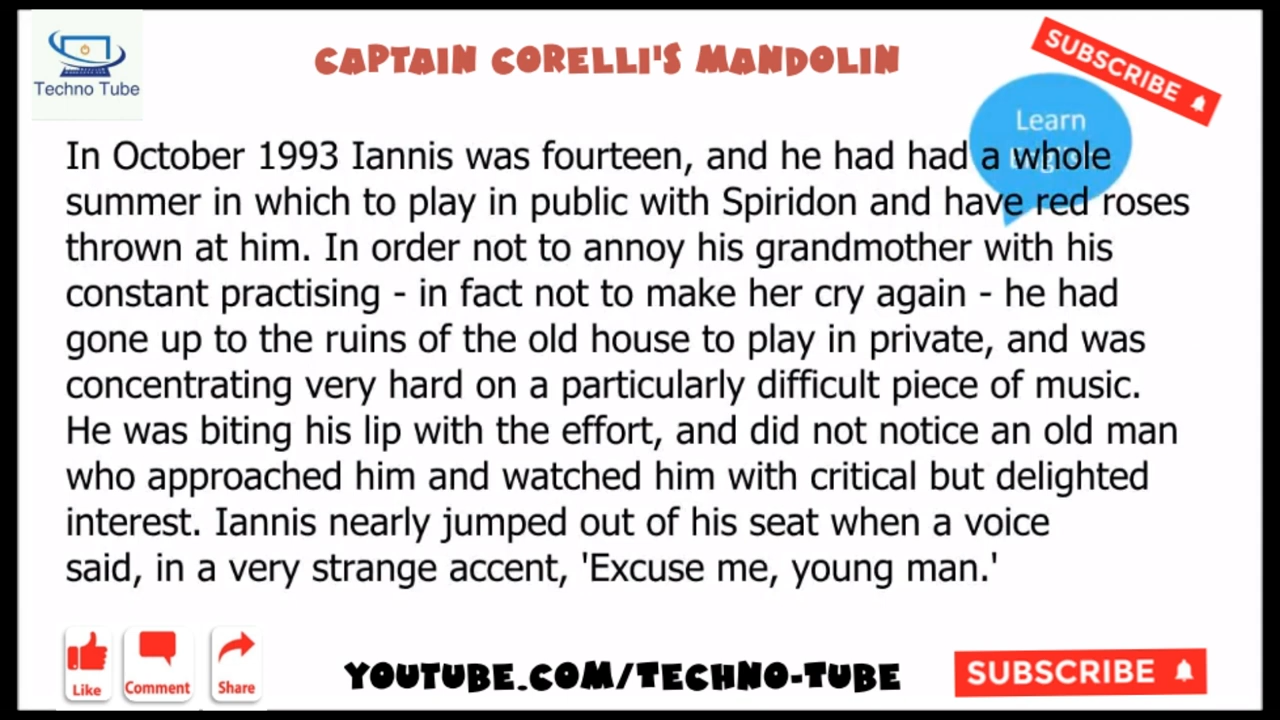 Techno Tube
CAPTAIN CORELLI'S MANDOLIN
SUBSCRIBE
Learn
English
In October 1993 Iannis was fourteen, and he had had a whole
summer in which to play in public with Spiridon and have red roses
thrown at him. In order not to annoy his grandmother with his
constant practising - in fact not to make her cry again - he had
gone up to the ruins of the old house to play in private, and was
concentrating very hard on a particularly difficult piece of music.
He was biting his lip with the effort, and did not notice an old man
who approached him and watched him with critical but delighted
interest. Iannis nearly jumped out of his seat when a voice
said, in a very strange accent, 'Excuse me, young man.'
Like
Comment
Share
YOUTUBE.COM/TECHNO-TUBE
SUBSCRIBE